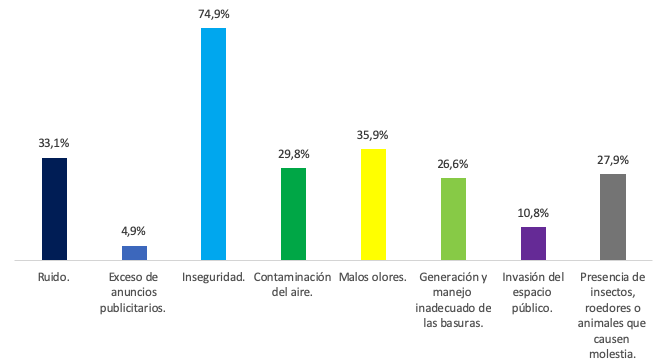 74,9%
33,1%
4,9%
29,8%
35,9%
26,6%
10,8%
27,9%
Ruido.
Exceso de
anuncios
publicitarios.
Inseguridad.
Contaminación
del aire.
Malos olores.
Generación y
manejo
inadecuado de
las basuras.
Invasión del
espacio
público.
Presencia de
insectos,
roedores o
animales que
causen
molestia.